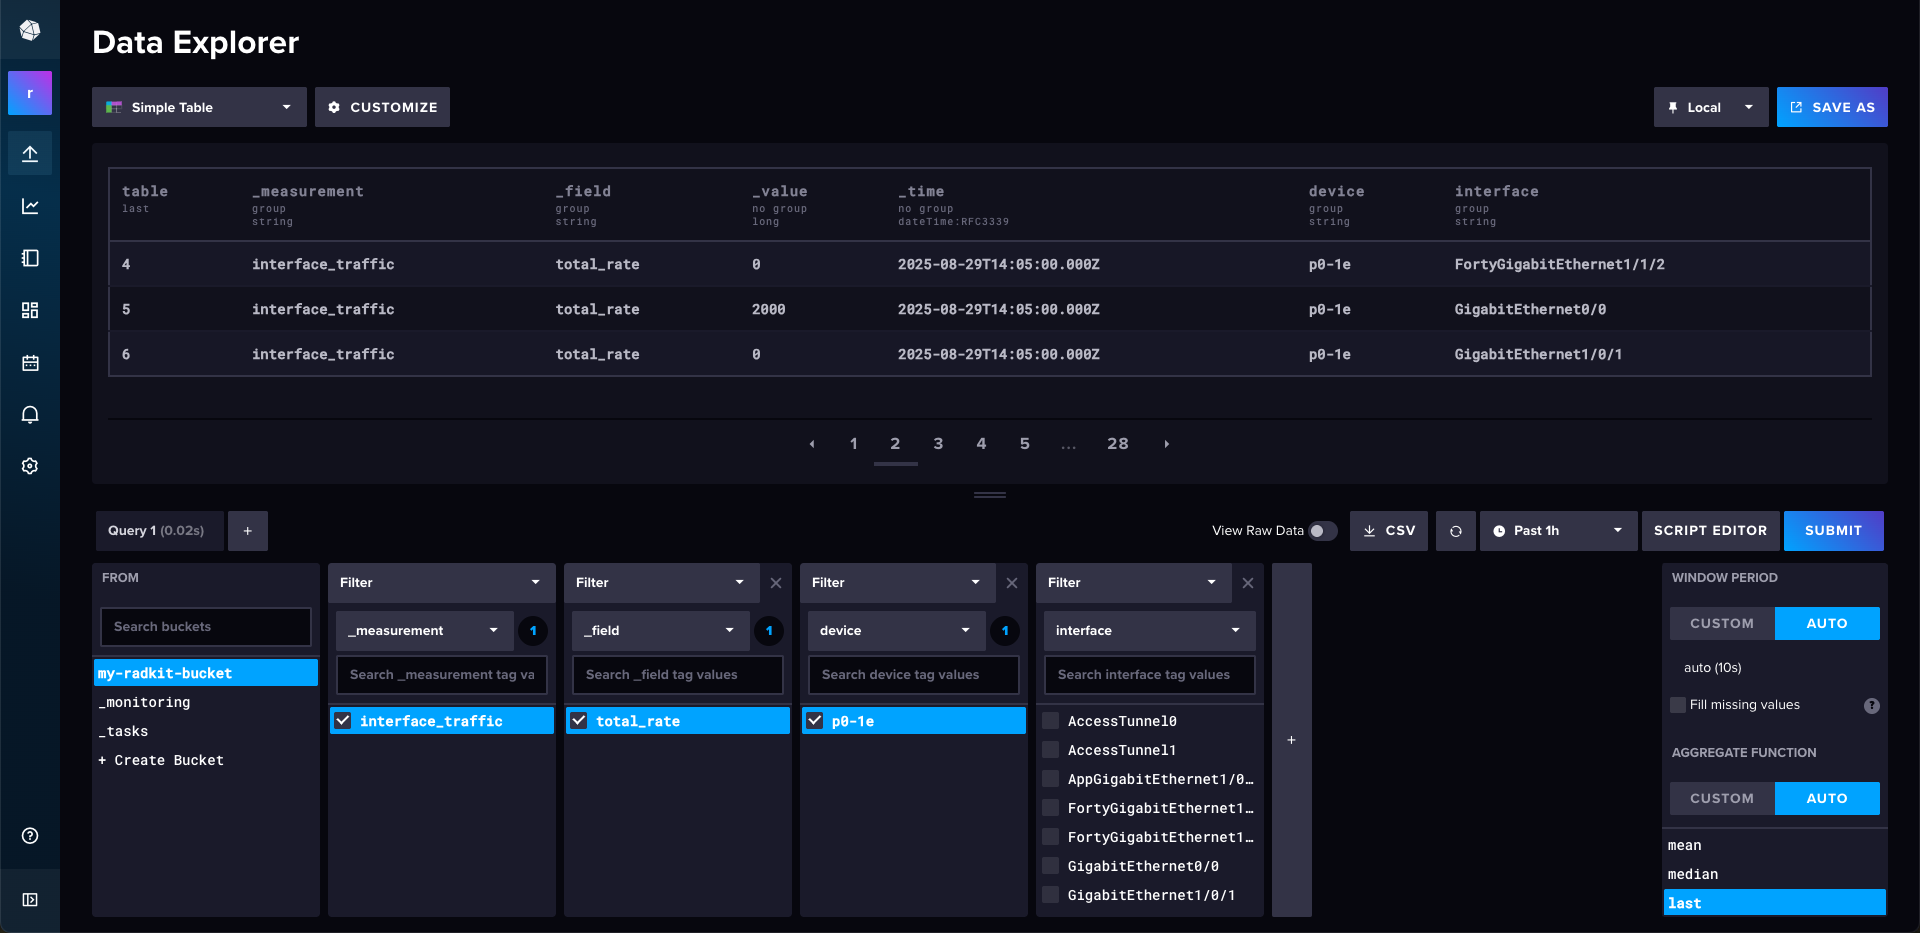 Data Explorer
r
Simple Table
CUSTOMIZE
Local
SAVE AS
table _measurement _field _value _time device interface
last group group no group no group group group
string string long dateTime:RFC3339 string string
4 interface_traffic total_rate 0 2025-08-29T14:05:00.000Z p0-1e FortyGigabitEthernet1/1/2
5 interface_traffic total_rate 2000 2025-08-29T14:05:00.000Z p0-1e GigabitEthernet0/0
6 interface_traffic total_rate 0 2025-08-29T14:05:00.000Z p0-1e GigabitEthernet1/0/1
1 2 3 4 5 ... 28
Query 1 (0.02s)
+
View Raw Data
CSV
Past 1h
SCRIPT EDITOR
SUBMIT
FROM
Search buckets
my-radkit-bucket
_monitoring
_tasks
+ Create Bucket
Filter
_measurement
1
Search _measurement tag va
interface_traffic
Filter
_field
1
Search _field tag values
total_rate
Filter
device
1
Search device tag values
p0-1e
Filter
interface
Search interface tag values
AccessTunnel0
AccessTunnel1
AppGigabitEthernet1/0…
FortyGigabitEthernet1…
FortyGigabitEthernet1…
GigabitEthernet0/0
GigabitEthernet1/0/1
+
WINDOW PERIOD
CUSTOM
AUTO
auto (10s)
Fill missing values
?
AGGREGATE FUNCTION
CUSTOM
AUTO
mean
median
last